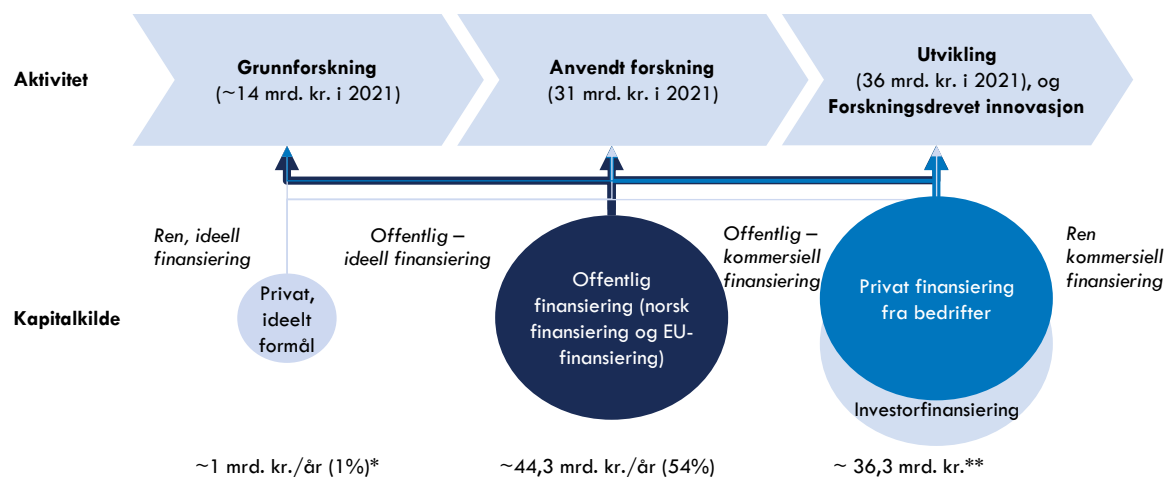 Aktivitet
Grunnforskning
(~14 mrd. kr. i 2021)
Anvendt forskning
(31 mrd. kr. i 2021)
Utvikling
(36 mrd. kr. i 2021), og
Forskningsdrevet innovasjon
Ren, ideell
finansiering
Offentlig –
ideell finansiering
Offentlig –
kommersiell
finansiering
Ren
kommersiell
finansiering
Kapitalkilde
Privat,
ideelt
formål
Offentlig
finansiering (norsk
finansiering og EU-
finansiering)
Privat finansiering
fra bedrifter
Investorfinansiering
~1 mrd. kr./år (1%)*
~44,3 mrd. kr./år (54%)
~ 36,3 mrd. kr.**